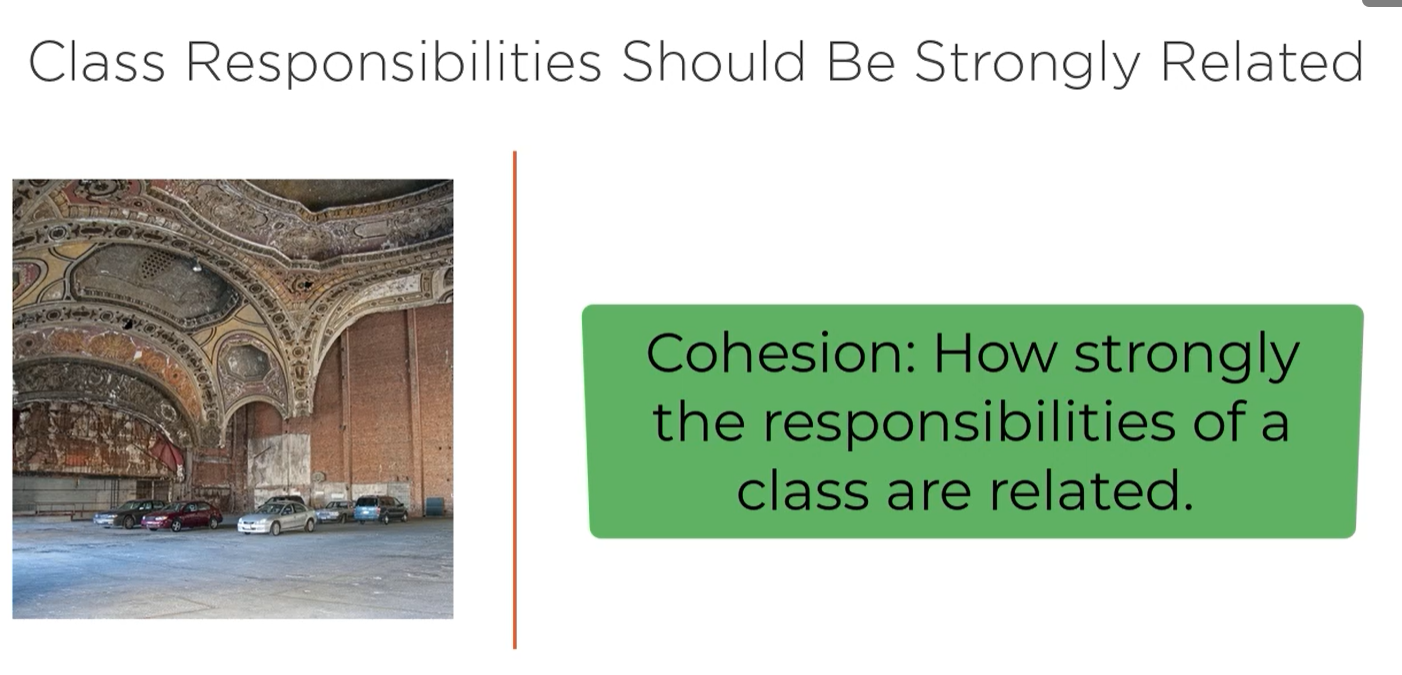 Class Responsibilities Should Be Strongly Related
Cohesion: How strongly
the responsibilities of a
class are related.